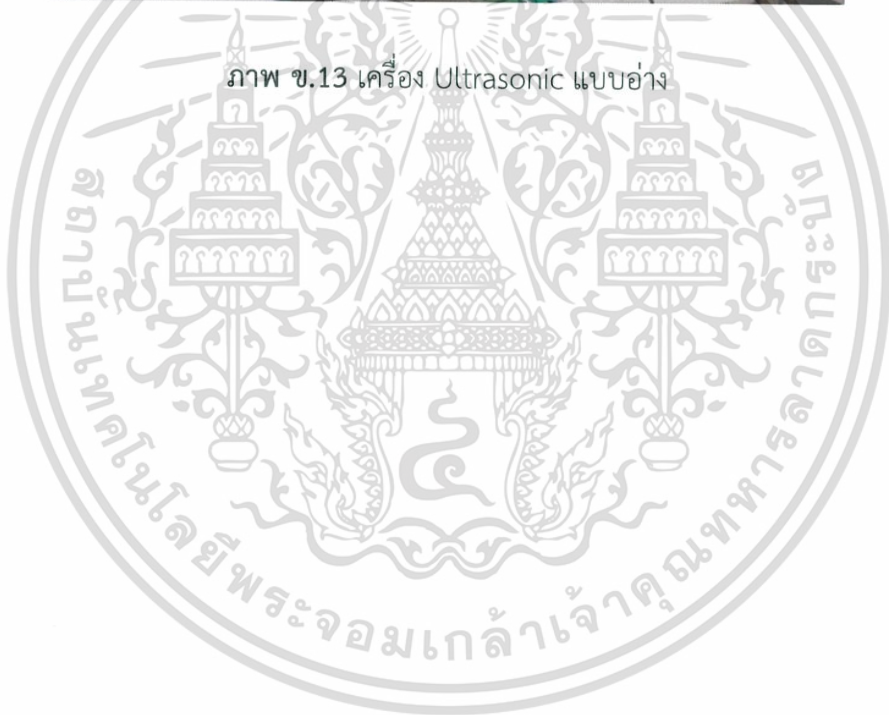 ภาพ ข.13 เครื่อง Ultrasonic แบบอ่าง
สถาบันเทคโนโลยีพระจอมเกล้าเจ้าคุณทหารลาดกระบัง
๔